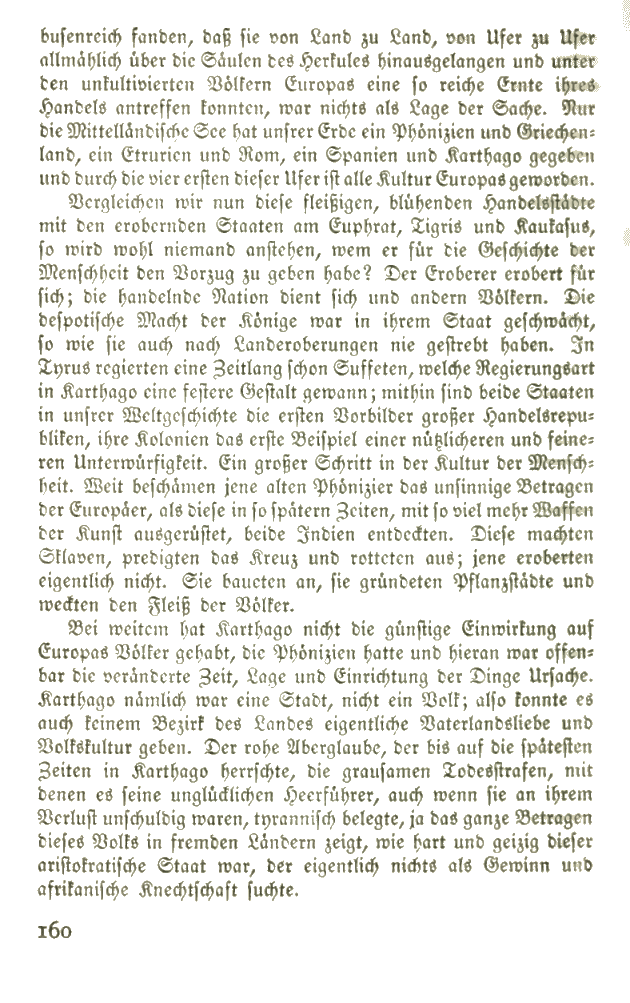 busenreich fanden, daß sie von Land zu Land, von Ufer zu Ufer
allmählich über die Säulen des Herkules hinausgelangen und unter
den unkultivierten Völkern Europas eine so reiche Ernte ihres
Handels antreffen konnten, war nichts als Lage der Sache. Nur
die Mittelländische See hat unsrer Erde ein Phönizien und Griechen-
land, ein Etrurien und Rom, ein Spanien und Karthago gegeben
und durch die vier ersten dieser Ufer ist alle Kultur Europas geworden.
Vergleichen wir nun diese fleißigen, blühenden Handelsstädte
mit den erobernden Staaten am Euphrat, Tigris und Kaukasus,
so wird wohl niemand anstehen, wem er für die Geschichte der
Menschheit den Vorzug zu geben habe? Der Eroberer erobert für
sich; die handelnde Nation dient sich und andern Völkern. Die
despotische Macht der Könige war in ihrem Staat geschwächt,
so wie sie auch nach Landeroberungen nie gestrebt haben. In
Tyrus regierten eine Zeitlang schon Suffeten, welche Regierungsart
in Karthago eine festere Gestalt gewann; mithin sind beide Staaten
in unsrer Weltgeschichte die ersten Vorbilder großer Handelsrepu-
bliken, ihre Kolonien das erste Beispiel einer nützlicheren und feine-
ren Unterwürfigkeit. Ein großer Schritt in der Kultur der Mensch-
heit. Weit beschämen jene alten Phönizier das unsinnige Betragen
der Europäer, als diese in so spätern Zeiten, mit so viel mehr Waffen
der Kunst ausgerüstet, beide Indien entdeckten. Diese machten
Sklaven, predigten das Kreuz und rotteten aus; jene eroberten
eigentlich nicht. Sie baueten an, sie gründeten Pflanzstädte und
weckten den Fleiß der Völker.
Bei weitem hat Karthago nicht die günstige Einwirkung auf
Europas Völker gehabt, die Phönizien hatte und hieran war offen-
bar die veränderte Zeit, Lage und Einrichtung der Dinge Ursache.
Karthago nämlich war eine Stadt, nicht ein Volk; also konnte es
auch keinem Bezirk des Landes eigentliche Vaterlandsliebe und
Volkskultur geben. Der rohe Aberglaube, der bis auf die spätesten
Zeiten in Karthago herrschte, die grausamen Todesstrafen, mit
denen es seine unglücklichen Heerführer, auch wenn sie an ihrem
Verlust unschuldig waren, tyrannisch belegte, ja das ganze Betragen
dieses Volks in fremden Ländern zeigt, wie hart und geizig dieser
aristokratische Staat war, der eigentlich nichts als Gewinn und
afrikanische Knechtschaft suchte.
160